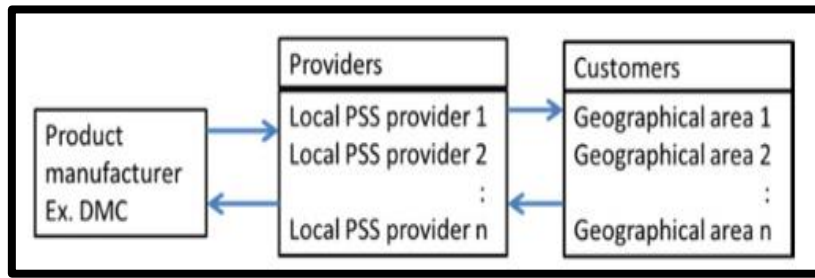 Product
manufacturer
Ex. DMC
Providers
Local PSS provider 1
Local PSS provider 2
:
Local PSS provider n
Customers
Geographical area 1
Geographical area 2
:
Geographical area n